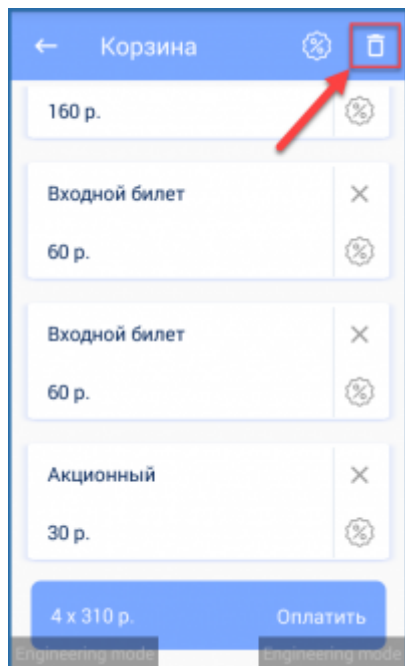 Корзина
160 р.
Входной билет
60 р.
Входной билет
60 р.
Акционный
30 р.
4 x 310 р. Оплатить
Engineering mode Engineering mode